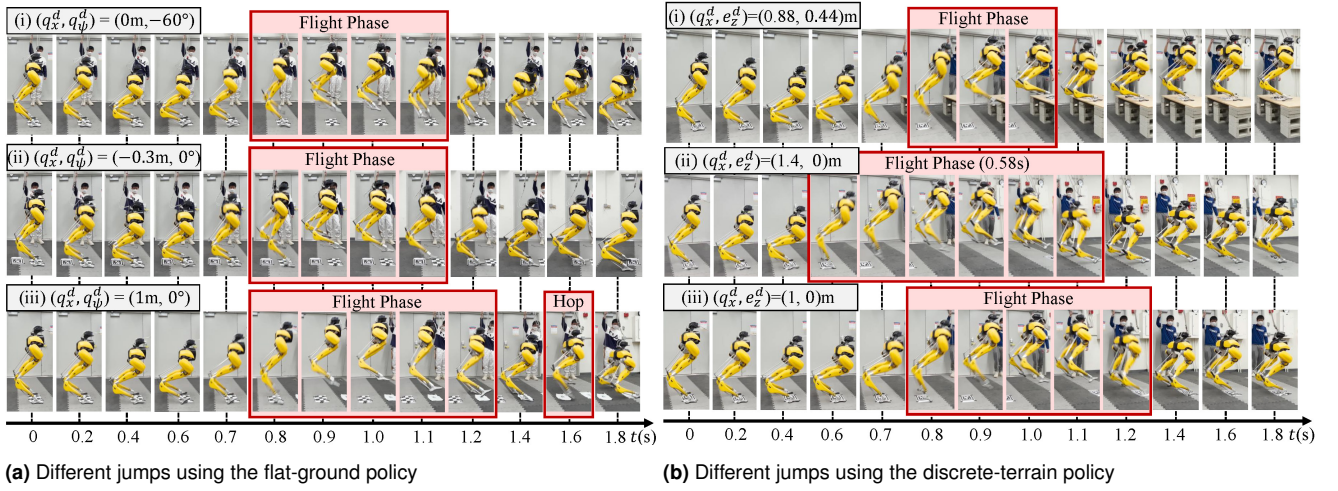 (i) (q_x^d, q_ψ^d) = (0m,−60°)
Flight Phase
(ii) (q_x^d, q_ψ^d) = (−0.3m, 0°)
Flight Phase
(iii) (q_x^d, q_ψ^d) = (1m, 0°)
Flight Phase
Hop
0 0.2 0.4 0.6 0.7 0.8 0.9 1.0 1.1 1.2 1.4 1.6 1.8 t(s)
(a) Different jumps using the flat-ground policy
(i) (q_x^d, e_z^d)=(0.88, 0.44)m
Flight Phase
(ii) (q_x^d, e_z^d)=(1.4, 0)m
Flight Phase (0.58s)
(iii) (q_x^d, e_z^d)=(1, 0)m
Flight Phase
0 0.2 0.4 0.6 0.7 0.8 0.9 1.0 1.1 1.2 1.4 1.6 1.8 t(s)
(b) Different jumps using the discrete-terrain policy